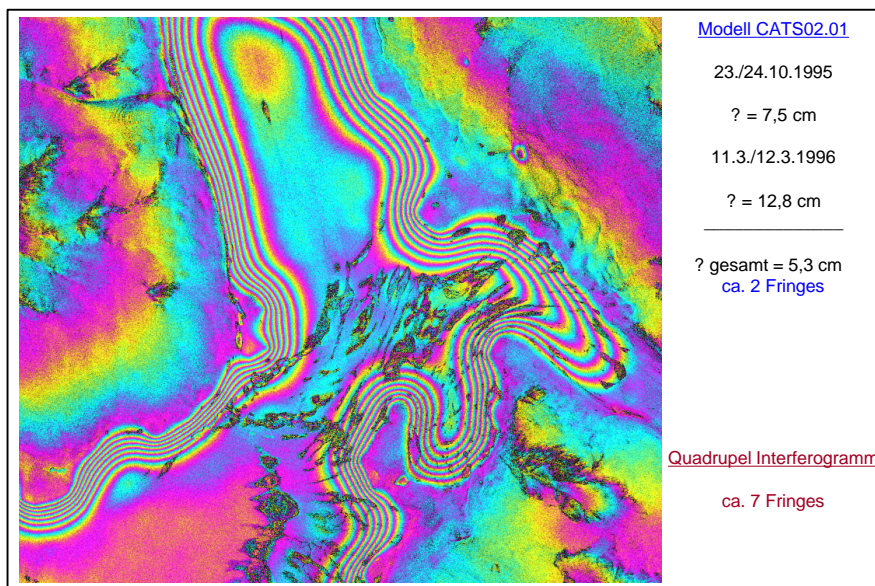 Modell CATS02.01
23./24.10.1995
? = 7,5 cm
11.3./12.3.1996
? = 12,8 cm
? gesamt = 5,3 cm
ca. 2 Fringes
Quadrupel Interferogramm
ca. 7 Fringes